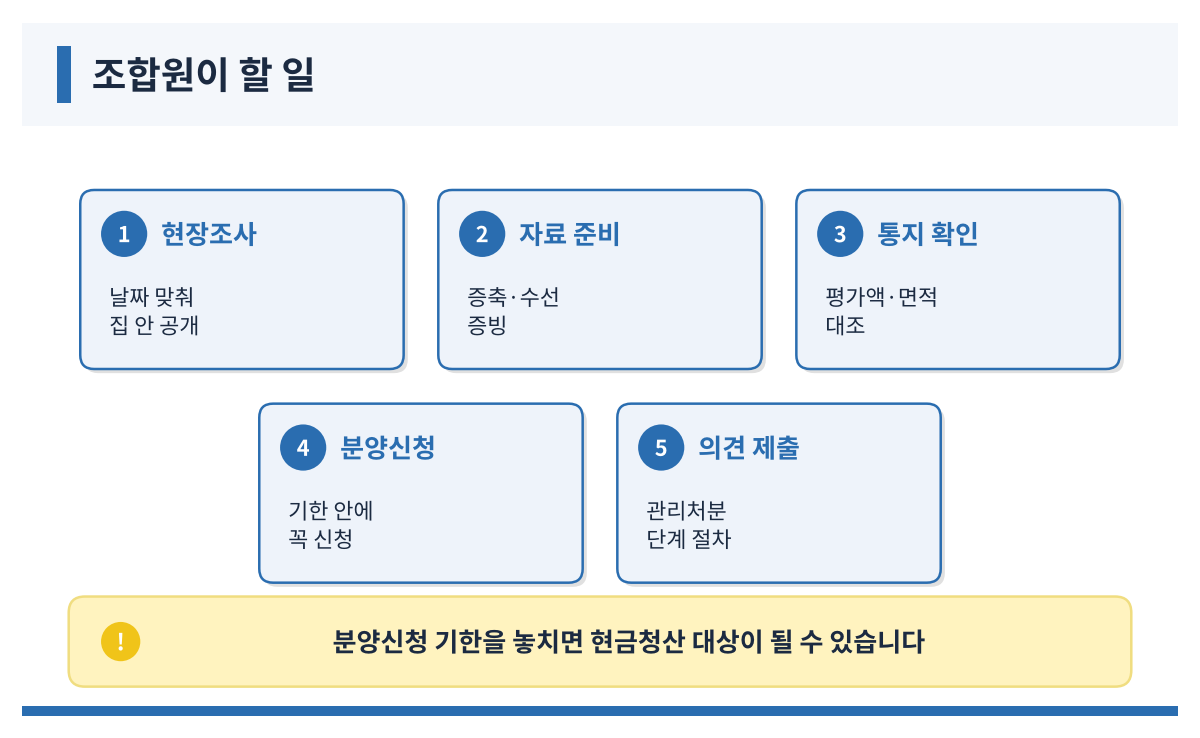 조합원이 할 일
1 현장조사
날짜 맞춰
집 안 공개
2 자료 준비
증축·수선
증빙
3 통지 확인
평가액·면적
대조
4 분양신청
기한 안에
꼭 신청
5 의견 제출
관리처분
단계 절차
! 분양신청 기한을 놓치면 현금청산 대상이 될 수 있습니다